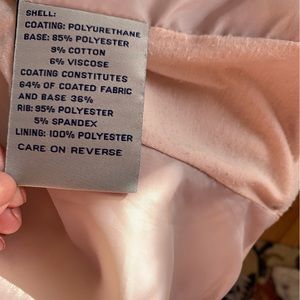 SHELL:
COATING: POLYURETHANE
BASE: 85% POLYESTER
9% COTTON
6% VISCOSE
COATING CONSTITUTES
64% OF COATED FABRIC
AND BASE 36%
RIB: 95% POLYESTER
5% SPANDEX
LINING: 100% POLYESTER
CARE ON REVERSE